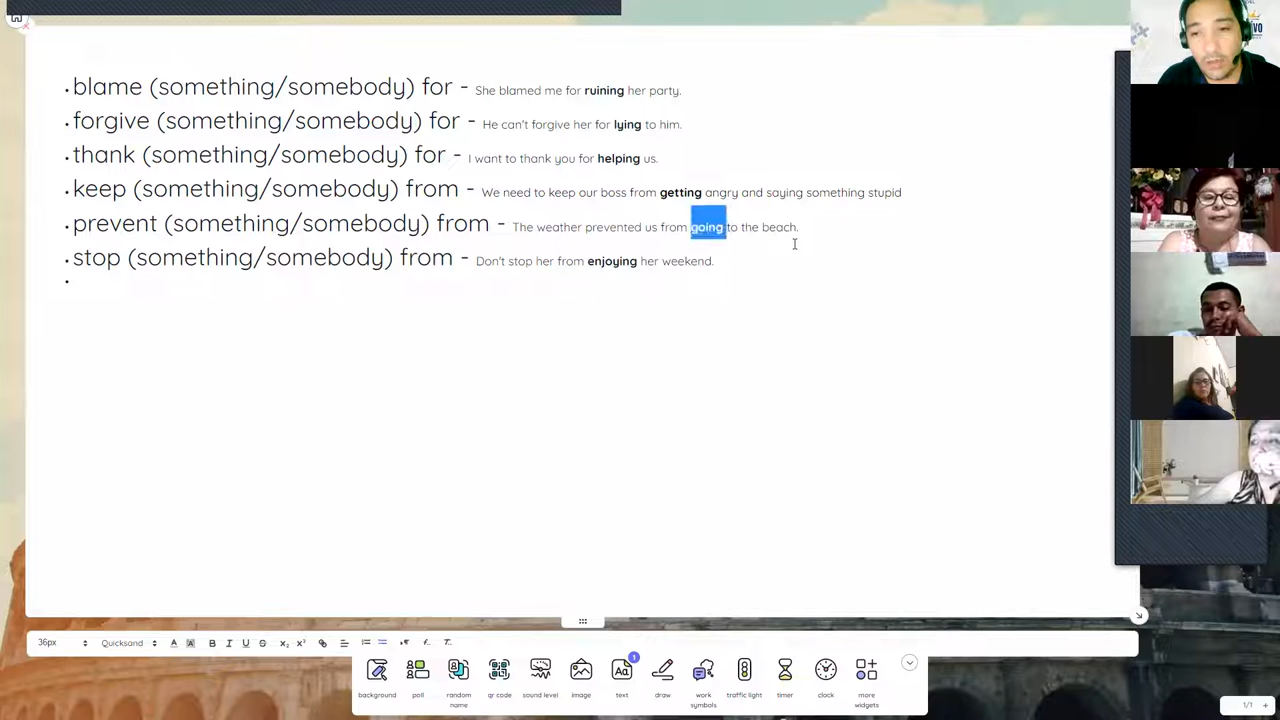 • blame (something/somebody) for - She blamed me for ruining her party.
• forgive (something/somebody) for - He can't forgive her for lying to him.
• thank (something/somebody) for - I want to thank you for helping us.
• keep (something/somebody) from - We need to keep our boss from getting angry and saying something stupid
• prevent (something/somebody) from - The weather prevented us from going to the beach.
• stop (something/somebody) from - Don't stop her from enjoying her weekend.
•
36px Quicksand
1
background poll random name qr code sound level image text draw work symbols traffic light timer clock more widgets
1/1 +